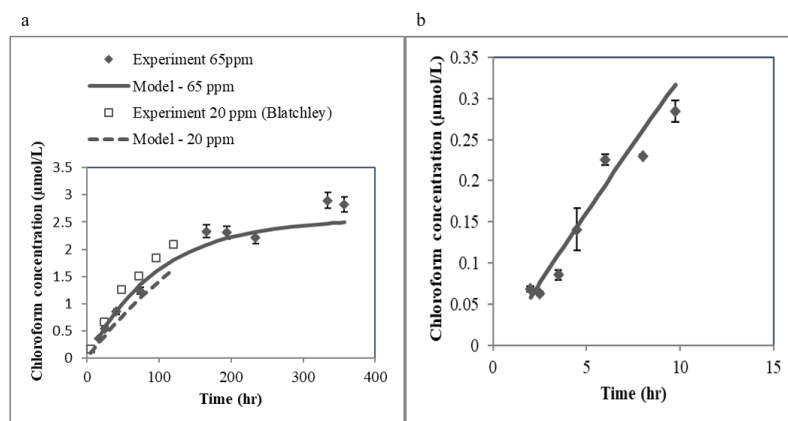 a
Experiment 65ppm
Model - 65 ppm
Experiment 20 ppm (Blatchley)
Model - 20 ppm
Chloroform concentration (µmol/L)
3.5
3
2.5
2
1.5
1
0.5
0
0 100 200 300 400
Time (hr)
b
Chloroform concentration (µmol/L)
0.35
0.3
0.25
0.2
0.15
0.1
0.05
0
0 5 10 15
Time (hr)